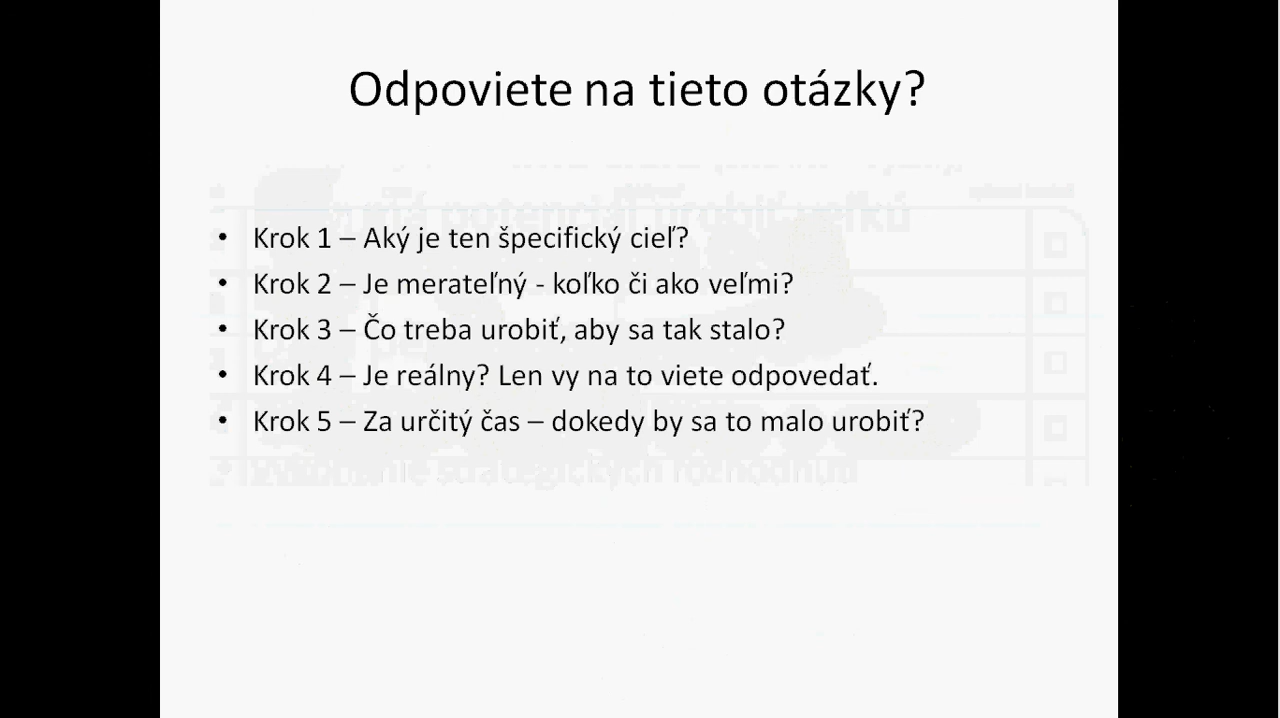 Odpoviete na tieto otázky?
• Krok 1 – Aký je ten špecifický cieľ?
• Krok 2 – Je merateľný - koľko či ako veľmi?
• Krok 3 – Čo treba urobiť, aby sa tak stalo?
• Krok 4 – Je reálny? Len vy na to viete odpovedať.
• Krok 5 – Za určitý čas – dokedy by sa to malo urobiť?